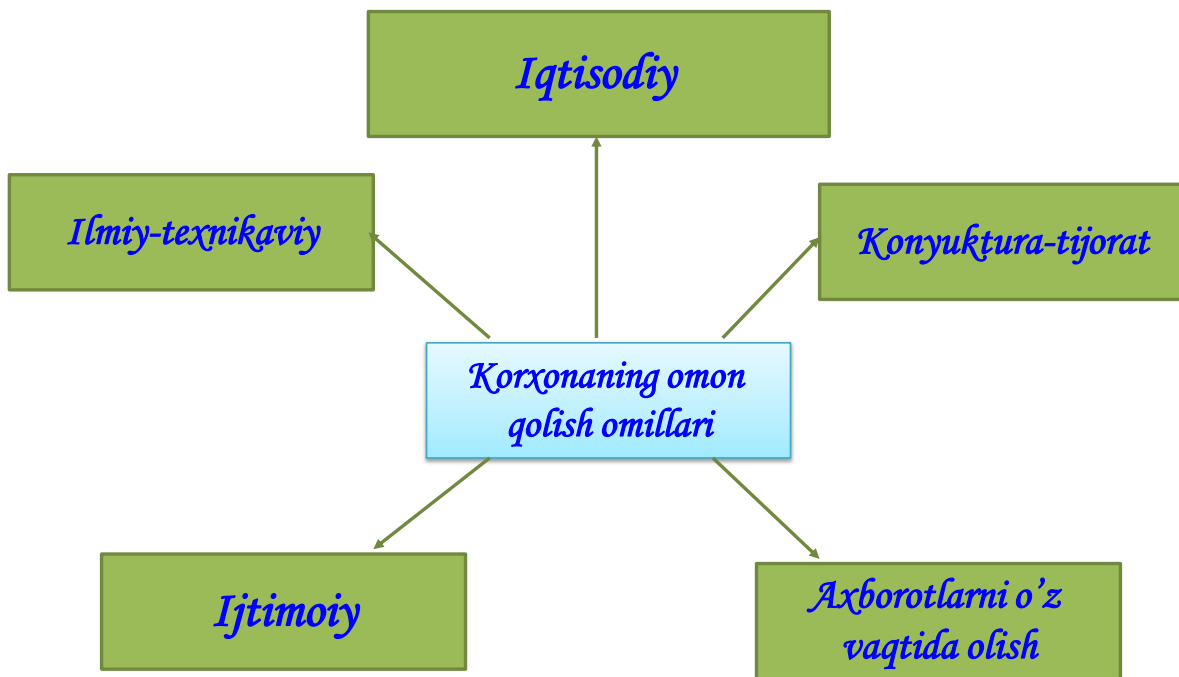 Iqtisodiy
Ilmiy-texnikaviy
Konyuktura-tijorat
Korxonaning omon
qolish omillari
Ijtimoiy
Axborotlarni o’z
vaqtida olish